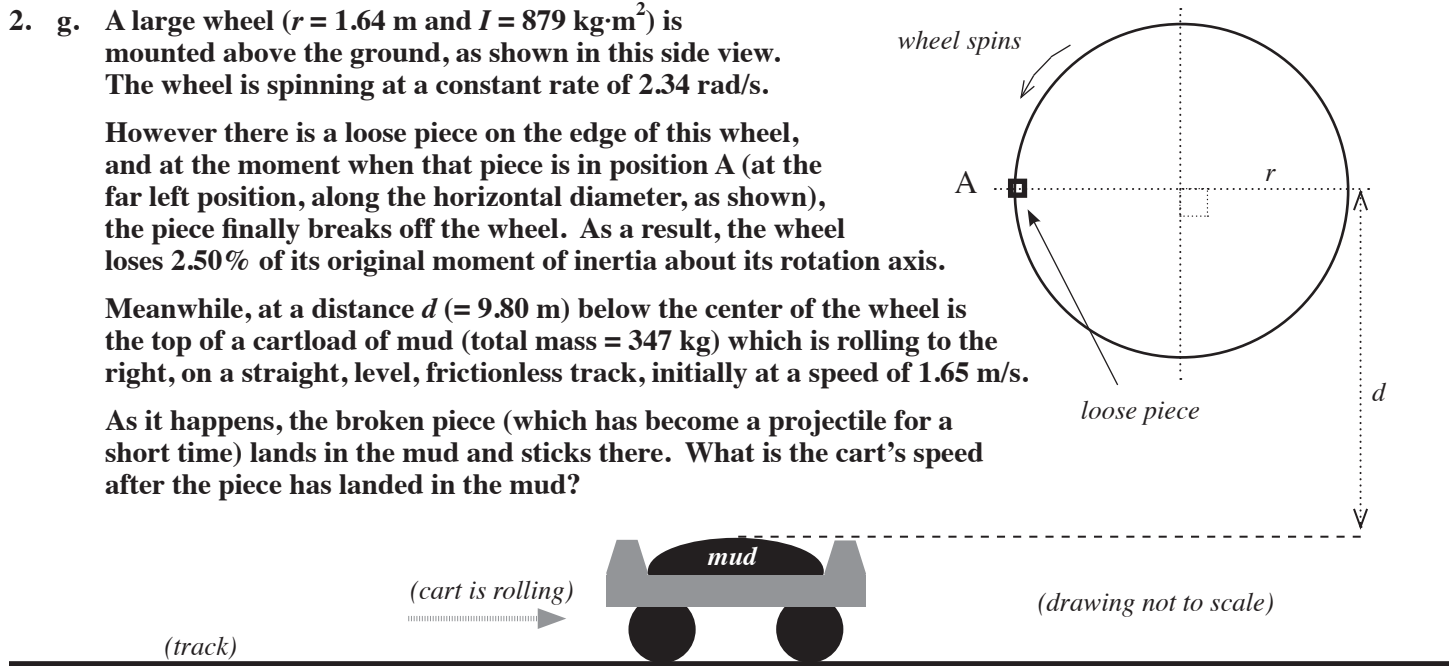 2. g. A large wheel (r = 1.64 m and I = 879 kg·m²) is
mounted above the ground, as shown in this side view.
The wheel is spinning at a constant rate of 2.34 rad/s.
However there is a loose piece on the edge of this wheel,
and at the moment when that piece is in position A (at the
far left position, along the horizontal diameter, as shown),
the piece finally breaks off the wheel. As a result, the wheel
loses 2.50% of its original moment of inertia about its rotation axis.
Meanwhile, at a distance d (= 9.80 m) below the center of the wheel is
the top of a cartload of mud (total mass = 347 kg) which is rolling to the
right, on a straight, level, frictionless track, initially at a speed of 1.65 m/s.
As it happens, the broken piece (which has become a projectile for a
short time) lands in the mud and sticks there. What is the cart's speed
after the piece has landed in the mud?
wheel spins
A
r
loose piece
d
mud
(cart is rolling)
(drawing not to scale)
(track)